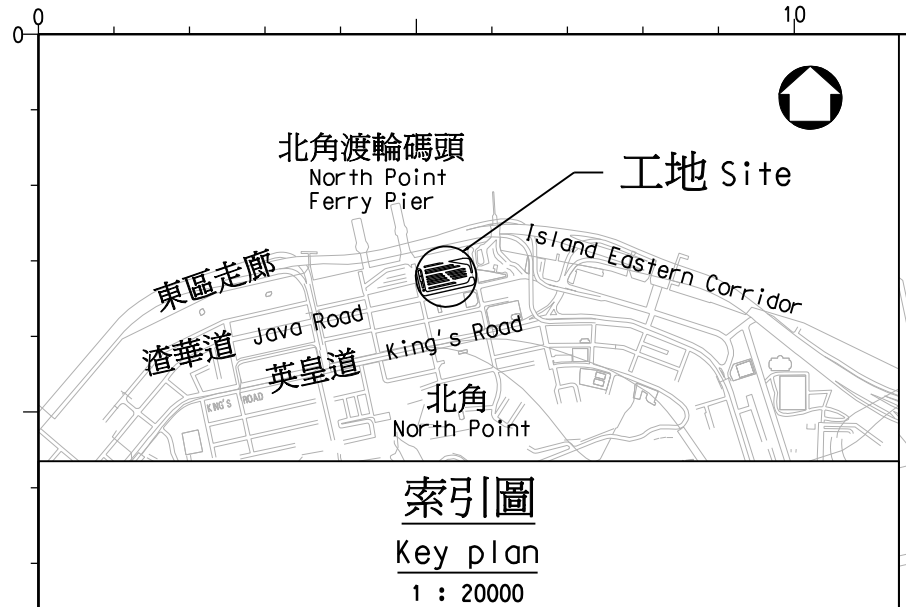 0
10
0
北角渡輪碼頭
North Point
Ferry Pier
工地 Site
Island Eastern Corridor
東區走廊
渣華道 Java Road
英皇道 King's Road
KING'S ROAD
北角
North Point
索引圖
Key plan
1 : 20000